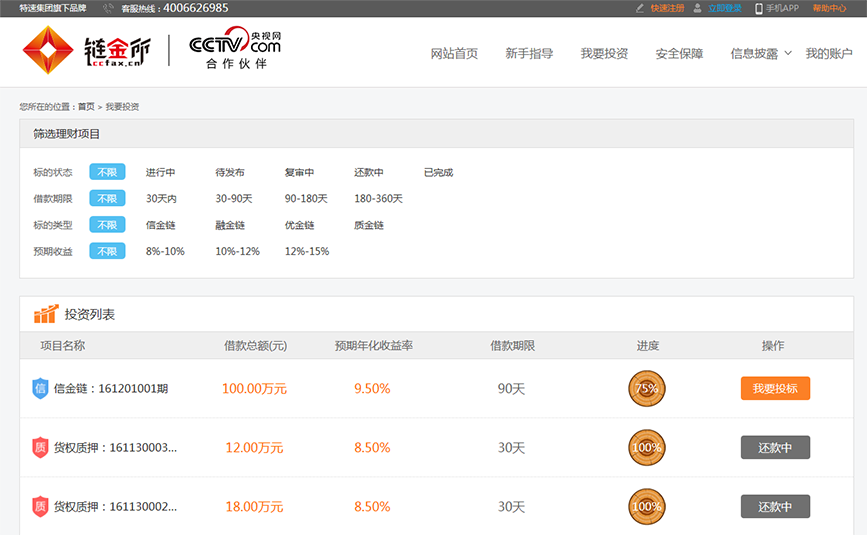 特速集团旗下品牌 客服热线：4006626985 快速注册 立即登录 手机APP 帮助中心
链金所 ccfax.cn CCTV.com 央视网 合作伙伴
网站首页 新手指导 我要投资 安全保障 信息披露 我的账户
您所在的位置：首页 > 我要投资
筛选理财项目
标的状态 不限 进行中 待发布 复审中 还款中 已完成
借款期限 不限 30天内 30-90天 90-180天 180-360天
标的类型 不限 信金链 融金链 优金链 质金链
预期收益 不限 8%-10% 10%-12% 12%-15%
投资列表
项目名称 借款总额(元) 预期年化收益率 借款期限 进度 操作
信 信金链：161201001期 100.00万元 9.50% 90天 75% 我要投标
质 货权质押：161130003... 12.00万元 8.50% 30天 100% 还款中
质 货权质押：161130002... 18.00万元 8.50% 30天 100% 还款中